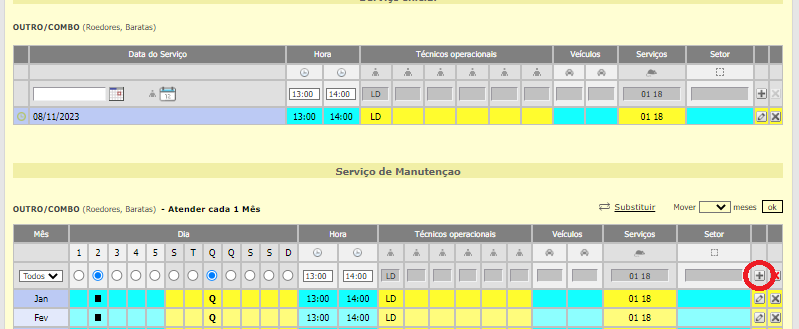 OUTRO/COMBO (Roedores, Baratas)
Data do Serviço Hora Técnicos operacionais Veículos Serviços Setor
12
13:00 14:00 LD 01 18
08/11/2023 13:00 14:00 LD 01 18
Serviço de Manutençao
OUTRO/COMBO (Roedores, Baratas) - Atender cada 1 Mês Substituir Mover meses ok
Mês Dia Hora Técnicos operacionais Veículos Serviços Setor
1 2 3 4 5 S T Q Q S S D
Todos 13:00 14:00 LD 01 18
Jan Q 13:00 14:00 LD 01 18
Fev Q 13:00 14:00 LD 01 18